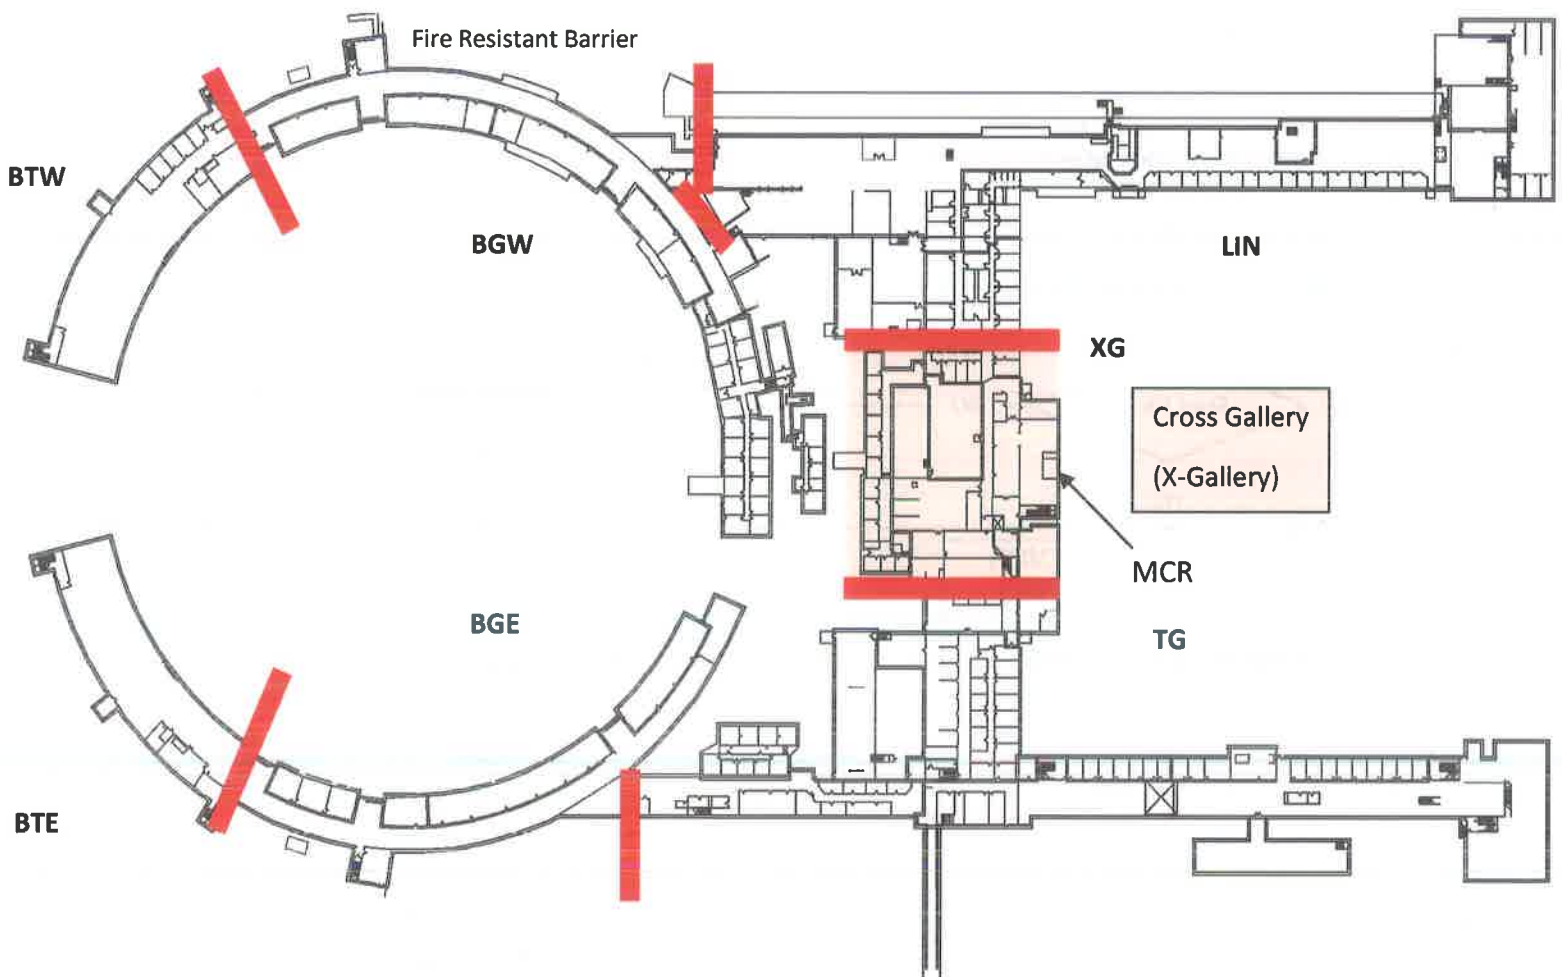 Fire Resistant Barrier
BTW
BGW
LIN
XG
Cross Gallery
(X-Gallery)
MCR
BGE
TG
BTE